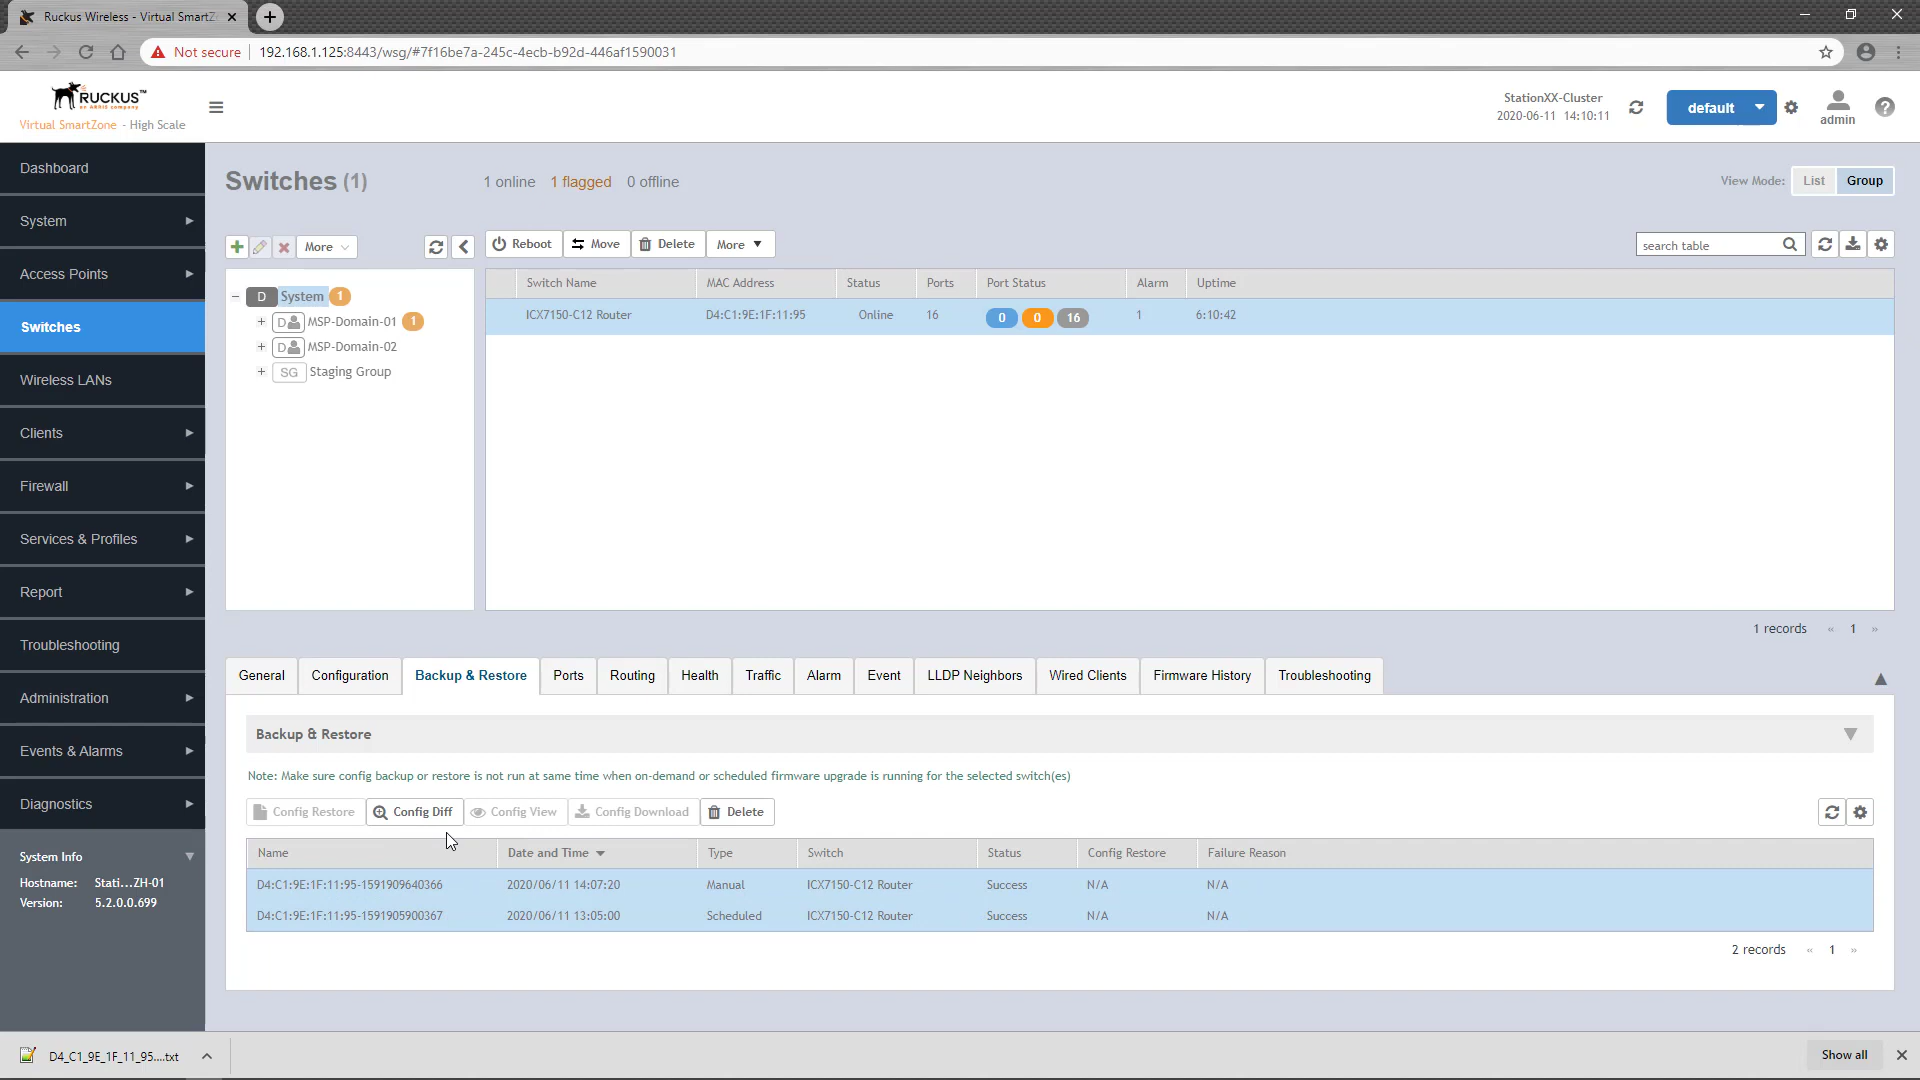 Ruckus Wireless - Virtual SmartZ
Not secure
192.168.1.125:8443/wsg/#7f16be7a-245c-4ecb-b92d-446af1590031
RUCKUS™
an ARRIS company
Virtual SmartZone - High Scale
StationXX-Cluster
2020-06-11 14:10:11
default
admin
Dashboard
System
Access Points
Switches
Wireless LANs
Clients
Firewall
Services & Profiles
Report
Troubleshooting
Administration
Events & Alarms
Diagnostics
System Info
Hostname: Stati...ZH-01
Version: 5.2.0.0.699
Switches (1)
1 online 1 flagged 0 offline
View Mode: List Group
More
Reboot Move Delete More
search table
D System 1
D MSP-Domain-01 1
D MSP-Domain-02
SG Staging Group
Switch Name MAC Address Status Ports Port Status Alarm Uptime
ICX7150-C12 Router D4:C1:9E:1F:11:95 Online 16 0 0 16 1 6:10:42
1 records « 1 »
General Configuration Backup & Restore Ports Routing Health Traffic Alarm Event LLDP Neighbors Wired Clients Firmware History Troubleshooting
Backup & Restore
Note: Make sure config backup or restore is not run at same time when on-demand or scheduled firmware upgrade is running for the selected switch(es)
Config Restore Config Diff Config View Config Download Delete
Name Date and Time Type Switch Status Config Restore Failure Reason
D4:C1:9E:1F:11:95-1591909640366 2020/06/11 14:07:20 Manual ICX7150-C12 Router Success N/A N/A
D4:C1:9E:1F:11:95-1591905900367 2020/06/11 13:05:00 Scheduled ICX7150-C12 Router Success N/A N/A
2 records « 1 »
D4_C1_9E_1F_11_95....txt
Show all